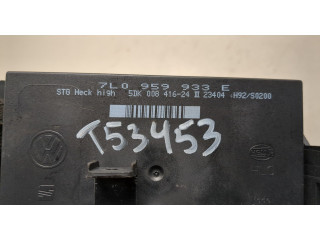 7L0 959 933 E
STG Heck high 5DK 008 416-24 II 23404 H92/S0200
T53453